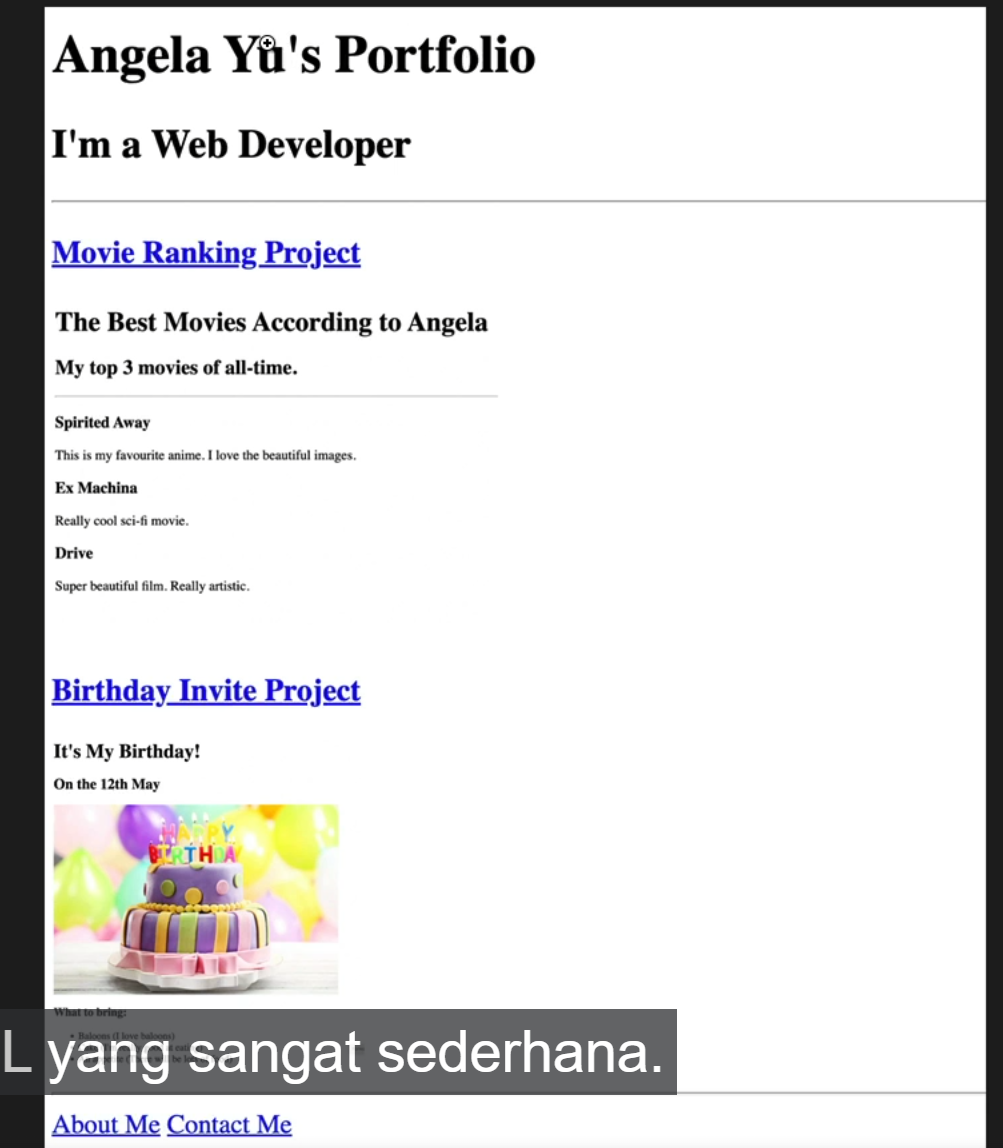 Angela Yu's Portfolio
I'm a Web Developer
Movie Ranking Project
The Best Movies According to Angela
My top 3 movies of all-time.
Spirited Away
This is my favourite anime. I love the beautiful images.
Ex Machina
Really cool sci-fi movie.
Drive
Super beautiful film. Really artistic.
Birthday Invite Project
It's My Birthday!
On the 12th May
HAPPY
BIRTHDAY
What to bring:
Baloons (I love baloons)
L yang sangat sederhana.
About Me Contact Me